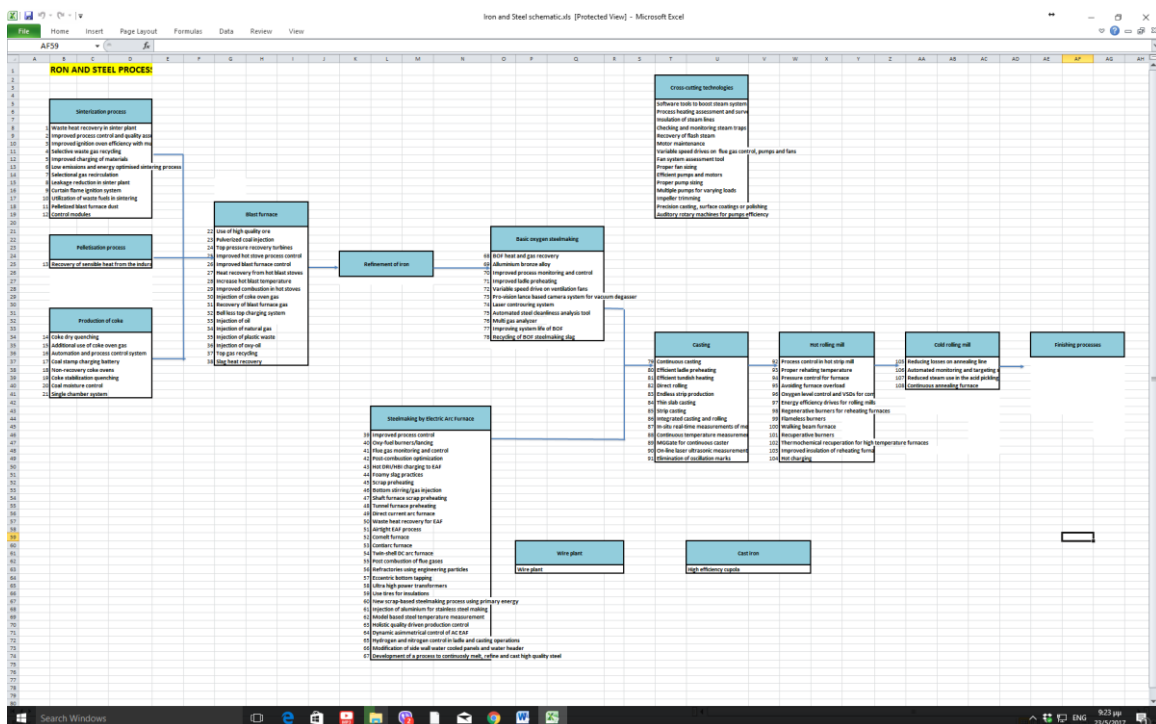 Iron and Steel schematic.xls [Protected View] - Microsoft Excel
File Home Insert Page Layout Formulas Data Review View
AF59 fx
A B C D E F G H I J K L M N O P Q R S T U V W X Y Z AA AB AC AD AE AF AG AH
RON AND STEEL PROCES
Cross-cutting technologies
Software tools to boost steam system
Process heating assessment and surve
Insulation of steam lines
Checking and monitoring steam traps
Recovery of flash steam
Motor maintenance
Variable speed drives on flue gas control, pumps and fans
Fan system assessment tool
Proper fan sizing
Efficient pumps and motors
Proper pump sizing
Multiple pumps for varying loads
Impeller trimming
Precision casting, surface coatings or polishing
Auditory rotary machines for pumps efficiency
Sinterization process
1 Waste heat recovery in sinter plant
2 Improved process control and quality ass
3 Improved ignition oven efficiency with mu
4 Selective waste gas recycling
5 Improved charging of materials
6 Low emissions and energy optimised sintering process
7 Selectional gas recirculation
8 Leakage reduction in sinter plant
9 Curtain flame ignition system
10 Utilization of waste fuels in sintering
11 Pelletized blast furnace dust
12 Control modules
Pelletisation process
13 Recovery of sensible heat from the indura
Production of coke
14 Coke dry quenching
15 Additional use of coke oven gas
16 Automation and process control system
17 Coal stamp charging battery
18 Non-recovery coke ovens
19 Coke stabilization quenching
20 Coal moisture control
21 Single chamber system
Blast furnace
22 Use of high quality ore
23 Pulverized coal injection
24 Top pressure recovery turbines
25 Improved hot stove process control
26 Improved blast furnace control
27 Heat recovery from hot blast stoves
28 Increase hot blast temperature
29 Improved combustion in hot stoves
30 Injection of coke oven gas
31 Recovery of blast furnace gas
32 Bell less top charging system
33 Injection of oil
34 Injection of natural gas
35 Injection of plastic waste
36 Injection of oxy-oil
37 Top gas recycling
38 Slag heat recovery
Refinement of iron
Basic oxygen steelmaking
68 BOF heat and gas recovery
69 Aluminium bronze alloy
70 Improved process monitoring and control
71 Improved ladle preheating
72 Variable speed drive on ventilation fans
73 Pro-vision lance based camera system for vacuum degasser
74 Laser contouring system
75 Automated steel cleanliness analysis tool
76 Multi gas analyzer
77 Improving system life of BOF
78 Recycling of BOF steelmaking slag
Steelmaking by Electric Arc Furnace
39 Improved process control
40 Oxy-fuel burners/lancing
41 Flue gas monitoring and control
42 Post-combustion optimization
43 Hot DRI/HBI charging to EAF
44 Foamy slag practices
45 Scrap preheating
46 Bottom stirring/gas injection
47 Shaft furnace scrap preheating
48 Tunnel furnace preheating
49 Direct current arc furnace
50 Waste heat recovery for EAF
51 Airtight EAF process
52 Comelt furnace
53 Contiarc furnace
54 Twin-shell DC arc furnace
55 Post combustion of flue gases
56 Refractories using engineering particles
57 Eccentric bottom tapping
58 Ultra high power transformers
59 Use tires for insulations
60 New scrap-based steelmaking process using primary energy
61 Injection of aluminium for stainless steel making
62 Model based steel temperature measurement
63 Holistic quality driven production control
64 Dynamic asimmetrical control of AC EAF
65 Hydrogen and nitrogen control in ladle and casting operations
66 Modification of side wall water cooled panels and water header
67 Development of a process to continously melt, refine and cast high quality steel
Casting
79 Continuous casting
80 Efficient ladle preheating
81 Efficient tundish heating
82 Direct rolling
83 Endless strip production
84 Thin slab casting
85 Strip casting
86 Integrated casting and rolling
87 In-situ real-time measurements of me
88 Continuous temperature measureme
89 MGGate for continuous caster
90 On-line laser ultrasonic measurement
91 Elimination of oscillation marks
Hot rolling mill
92 Process control in hot strip mill
93 Proper rehating temperature
94 Pressure control for furnace
95 Avoiding furnace overload
96 Oxygen level control and VSDs for com
97 Energy efficiency drives for rolling mills
98 Regenerative burners for reheating furnaces
99 Flameless burners
100 Walking beam furnace
101 Recuperative burners
102 Thermochemical recuperation for high temperature furnaces
103 Improved insulation of reheating furna
104 Hot charging
Cold rolling mill
105 Reducing losses on annealing line
106 Automated monitoring and targeting s
107 Reduced steam use in the acid pickling
108 Continuous annealing furnace
Finishing processes
Wire plant
Wire plant
Cast iron
High efficiency cupola
Search Windows
ENG
9:23 μμ
23/5/2017